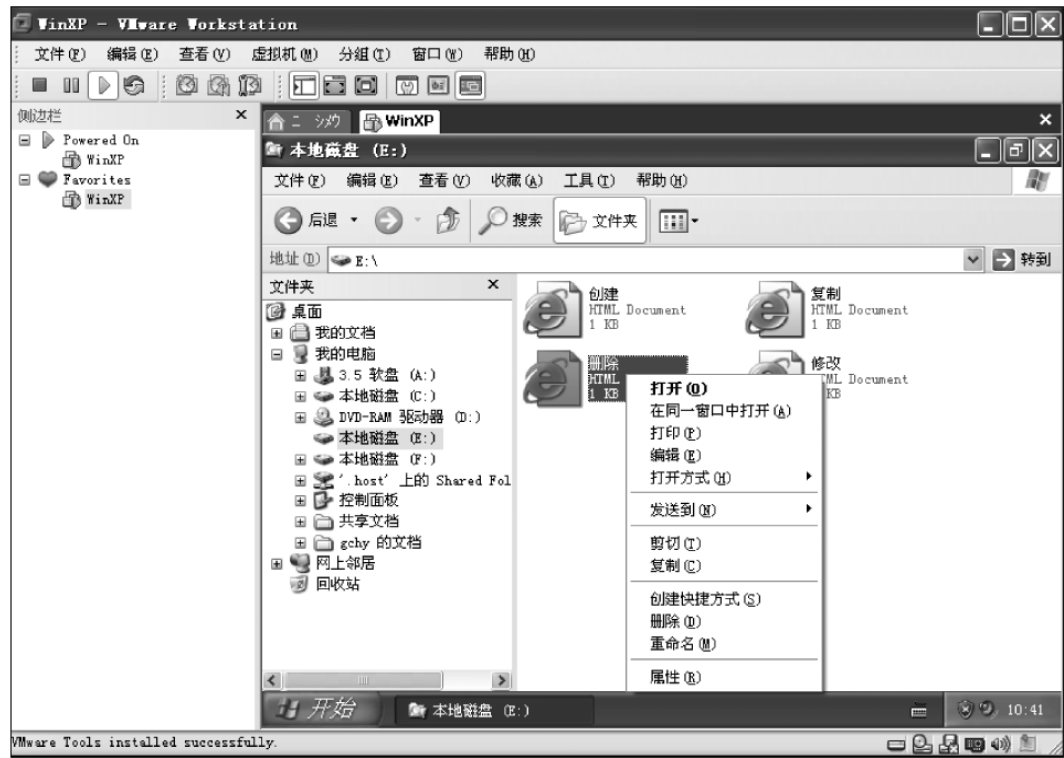 WinXP - VMware Workstation
文件(F) 编辑(E) 查看(V) 虚拟机(M) 分组(T) 窗口(W) 帮助(H)
侧边栏
Powered On
WinXP
Favorites
WinXP
ニ シメウ WinXP
本地磁盘 (E:)
文件(F) 编辑(E) 查看(V) 收藏(A) 工具(T) 帮助(H)
后退 搜索 文件夹
地址(D) E:\ 转到
文件夹
桌面
我的文档
我的电脑
3.5 软盘 (A:)
本地磁盘 (C:)
DVD-RAM 驱动器 (D:)
本地磁盘 (E:)
本地磁盘 (F:)
'.host' 上的 Shared Fol
控制面板
共享文档
gchy 的文档
网上邻居
回收站
创建
HTML Document
1 KB
复制
HTML Document
1 KB
删除
HTML
1 KB
修改
ML Document
KB
打开(O)
在同一窗口中打开(A)
打印(P)
编辑(E)
打开方式(H)
发送到(N)
剪切(T)
复制(C)
创建快捷方式(S)
删除(D)
重命名(M)
属性(R)
开始 本地磁盘 (E:) 10:41
VMware Tools installed successfully.